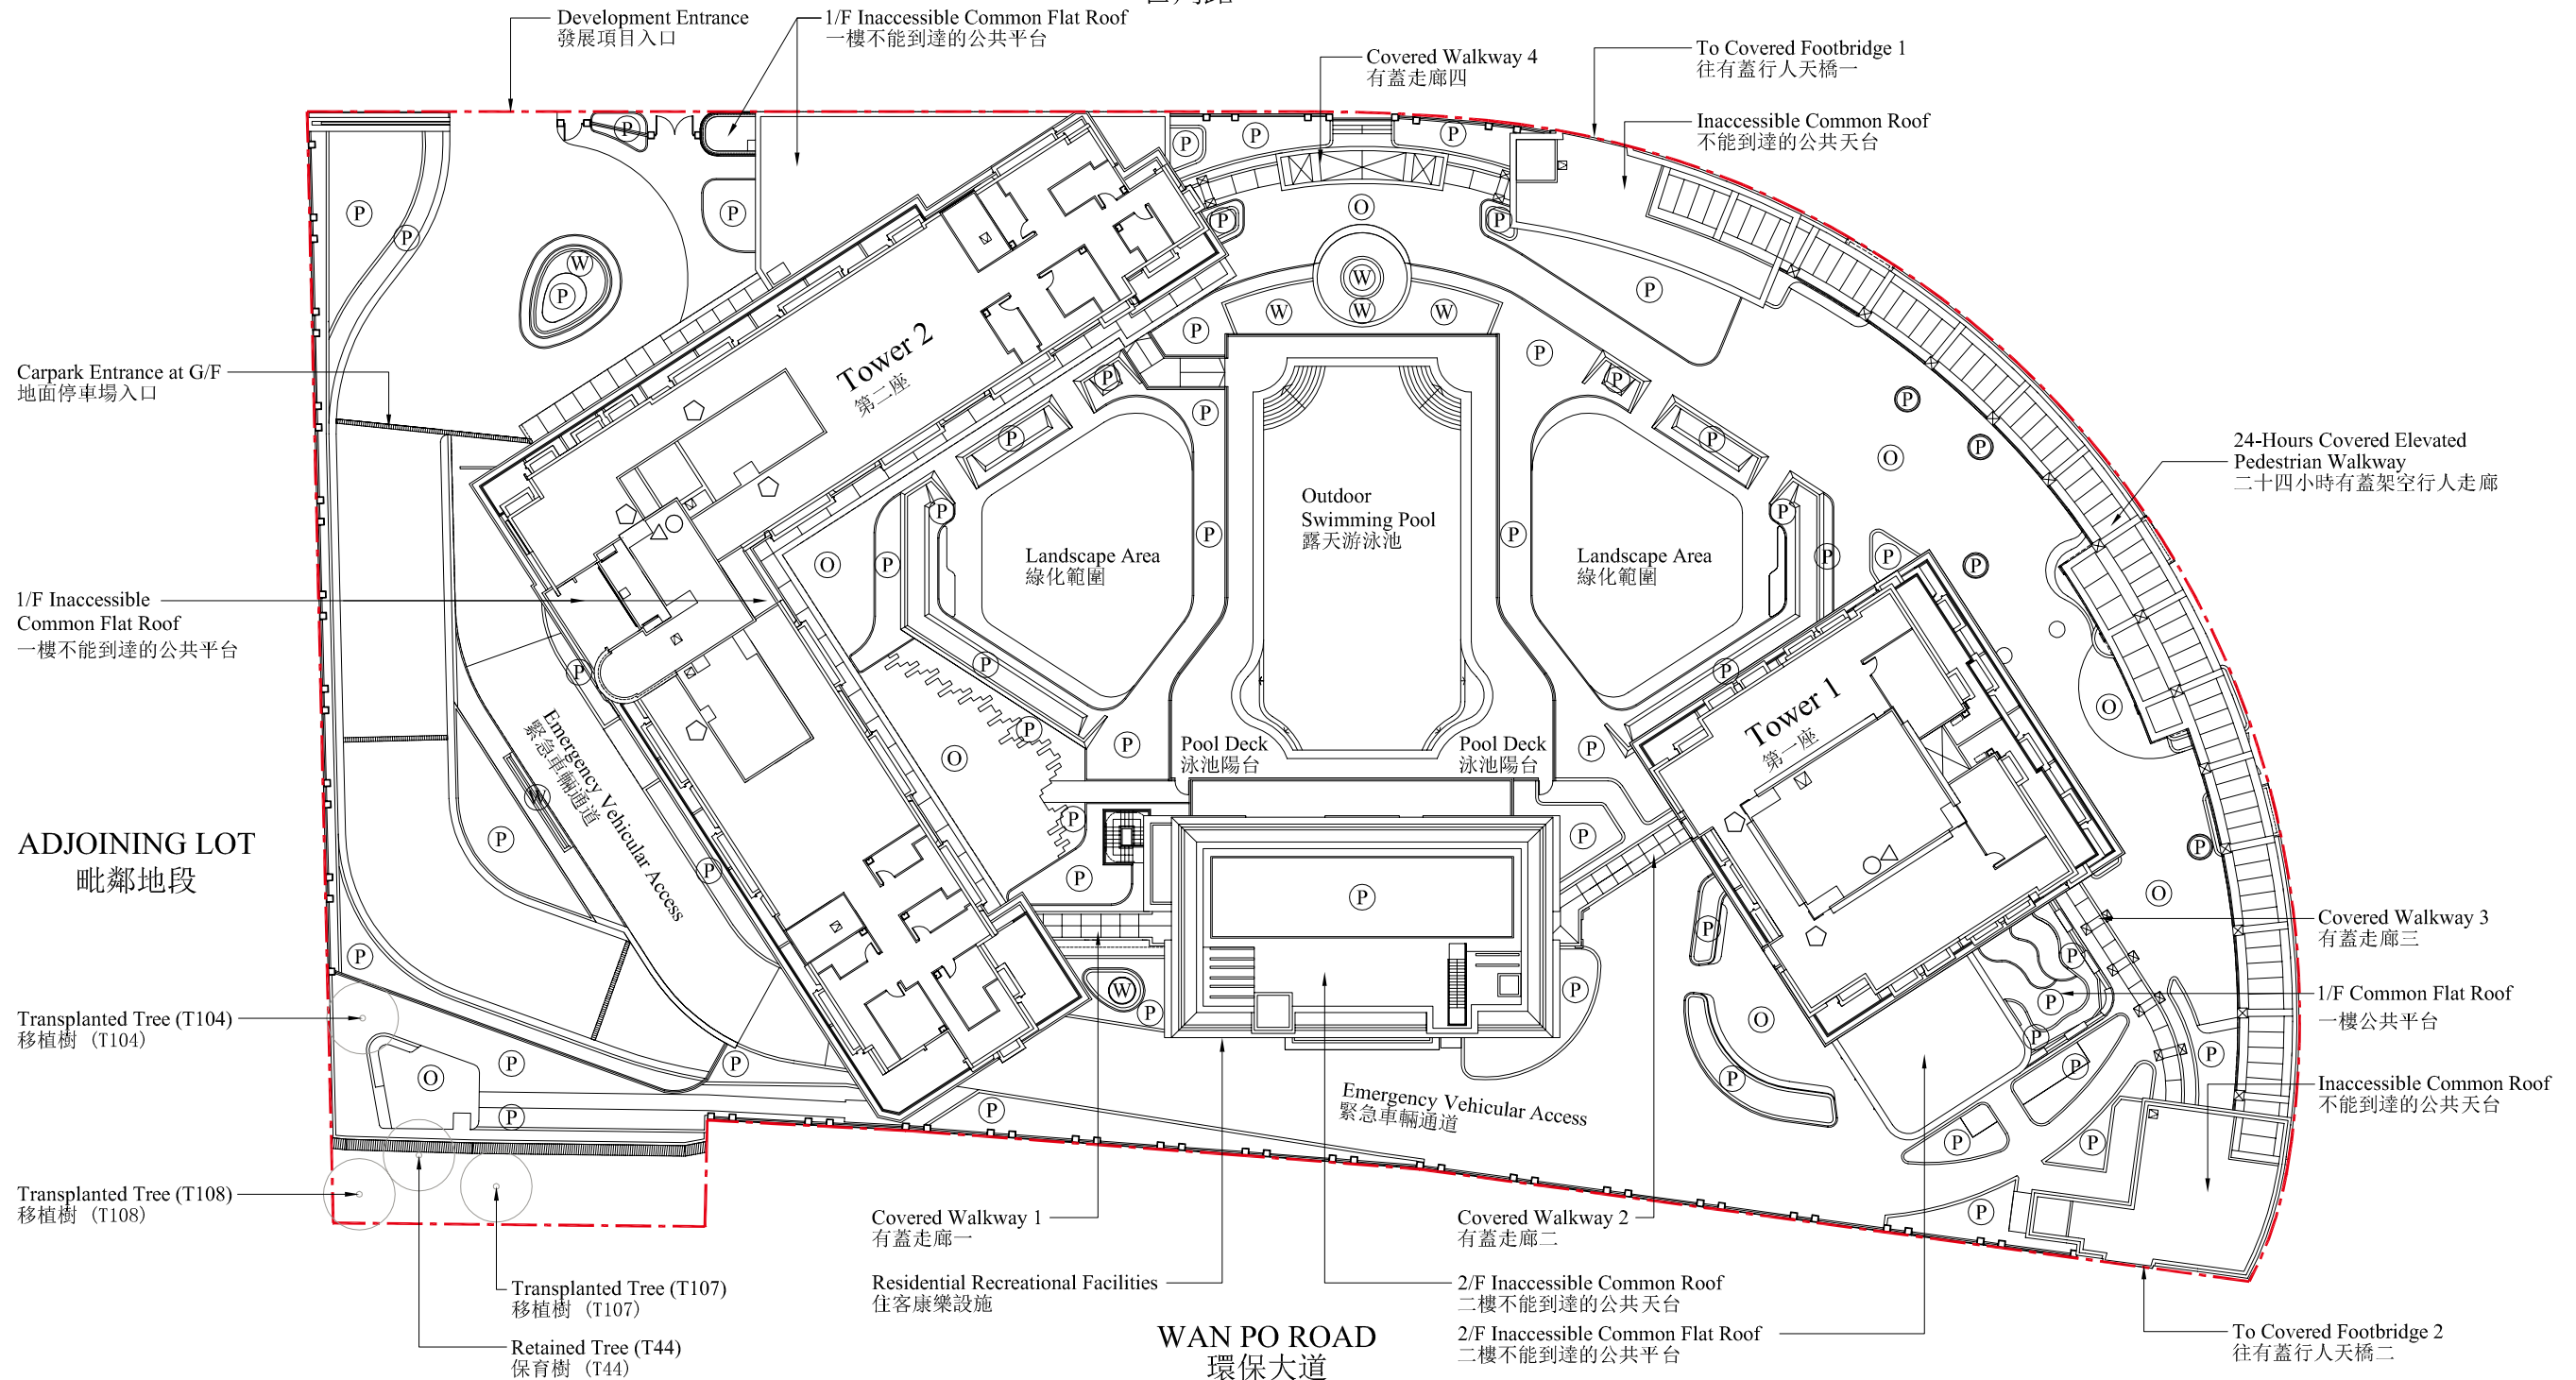 Development Entrance
發展項目入口
1/F Inaccessible Common Flat Roof
一樓不能到達的公共平台
Covered Walkway 4
有蓋走廊四
To Covered Footbridge 1
往有蓋行人天橋一
Inaccessible Common Roof
不能到達的公共天台
P
P
P
P
P
P
P
P
P
P
O
W
P
P
W
W
W
W
P
P
Tower 2
第二座
Carpark Entrance at G/F
地面停車場入口
P
P
P
P
P
P
P
O
P
24-Hours Covered Elevated
Pedestrian Walkway
二十四小時有蓋架空行人走廊
Outdoor
Swimming Pool
露天游泳池
P
P
P
P
P
P
P
P
O
Landscape Area
綠化範圍
Landscape Area
綠化範圍
1/F Inaccessible
Common Flat Roof
一樓不能到達的公共平台
P
P
P
O
Tower 1
第一座
Emergency Vehicular Access
緊急車輛通道
P
P
P
O
Pool Deck
泳池陽台
Pool Deck
泳池陽台
W
P
P
P
P
P
ADJOINING LOT
毗鄰地段
P
P
P
O
P
Covered Walkway 3
有蓋走廊三
P
P
W
P
P
P
P
1/F Common Flat Roof
一樓公共平台
Transplanted Tree (T104)
移植樹 (T104)
O
P
P
P
P
P
O
P
Inaccessible Common Roof
不能到達的公共天台
Emergency Vehicular Access
緊急車輛通道
P
P
P
P
P
Transplanted Tree (T108)
移植樹 (T108)
P
Covered Walkway 1
有蓋走廊一
Covered Walkway 2
有蓋走廊二
Transplanted Tree (T107)
移植樹 (T107)
Residential Recreational Facilities
住客康樂設施
2/F Inaccessible Common Roof
二樓不能到達的公共天台
Retained Tree (T44)
保育樹 (T44)
WAN PO ROAD
環保大道
2/F Inaccessible Common Flat Roof
二樓不能到達的公共平台
To Covered Footbridge 2
往有蓋行人天橋二